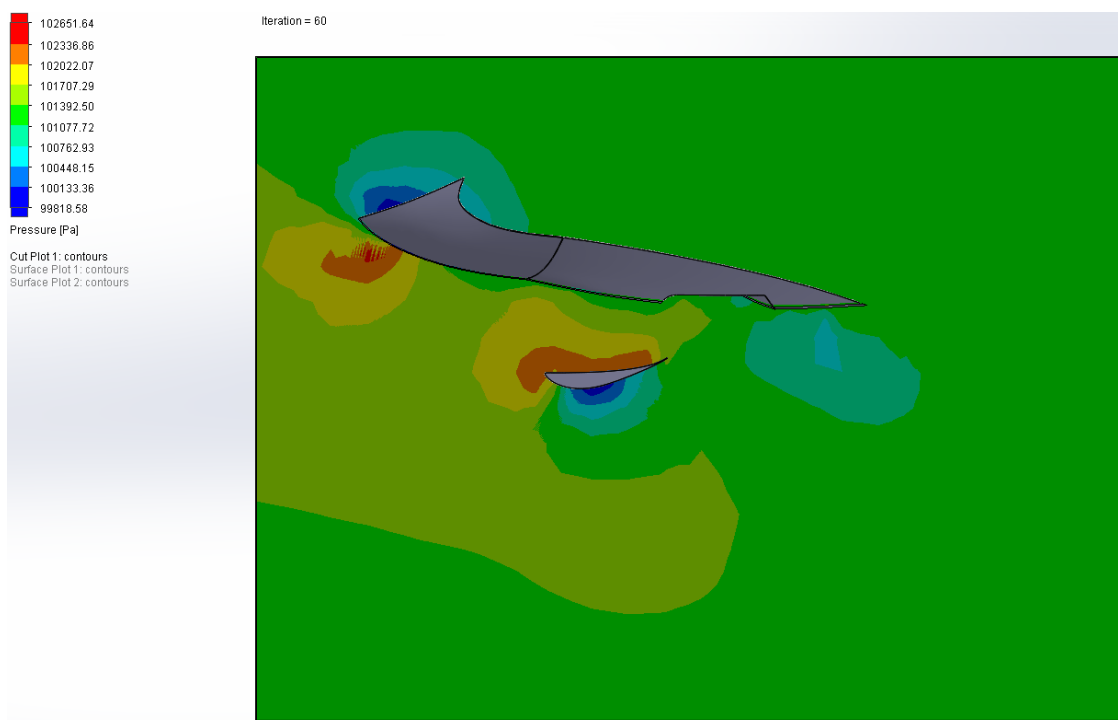 102651.64
102336.86
102022.07
101707.29
101392.50
101077.72
100762.93
100448.15
100133.36
99818.58
Pressure [Pa]
Cut Plot 1: contours
Surface Plot 1: contours
Surface Plot 2: contours
Iteration = 60